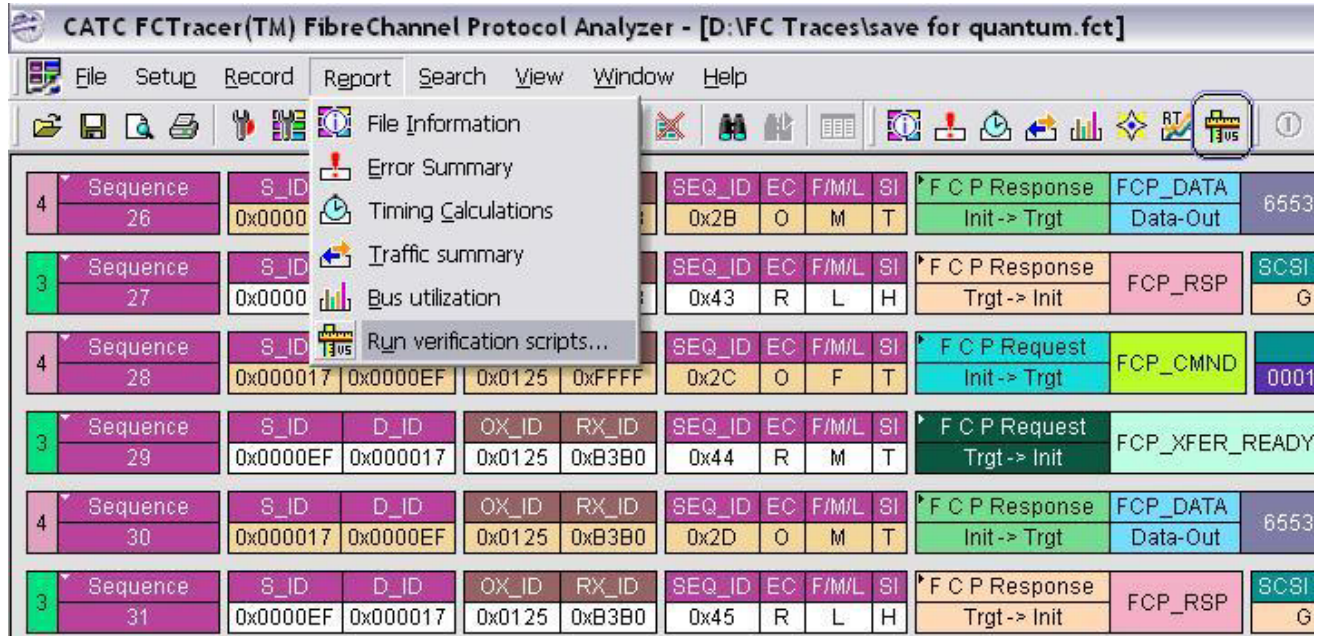 CATC FCTracer(TM) FibreChannel Protocol Analyzer - [D:\FC Traces\save for quantum.fct]
File Setup Record Report Search View Window Help
File Information
Error Summary
Timing Calculations
Traffic summary
Bus utilization
Run verification scripts...
RT VS
4 Sequence S_ID SEQ_ID EC F/M/L SI F C P Response FCP_DATA 6553
26 0x0000 0x2B O M T Init -> Trgt Data-Out
3 Sequence S_ID SEQ_ID EC F/M/L SI F C P Response FCP_RSP SCSI
27 0x0000 0x43 R L H Trgt -> Init G
4 Sequence S_ID SEQ_ID EC F/M/L SI F C P Request FCP_CMND
28 0x000017 0x0000EF 0x0125 0xFFFF 0x2C O F T Init -> Trgt 0001
3 Sequence S_ID D_ID OX_ID RX_ID SEQ_ID EC F/M/L SI F C P Request FCP_XFER_READY
29 0x0000EF 0x000017 0x0125 0xB3B0 0x44 R M T Trgt -> Init
4 Sequence S_ID D_ID OX_ID RX_ID SEQ_ID EC F/M/L SI F C P Response FCP_DATA 6553
30 0x000017 0x0000EF 0x0125 0xB3B0 0x2D O M T Init -> Trgt Data-Out
3 Sequence S_ID D_ID OX_ID RX_ID SEQ_ID EC F/M/L SI F C P Response FCP_RSP SCSI
31 0x0000EF 0x000017 0x0125 0xB3B0 0x45 R L H Trgt -> Init G